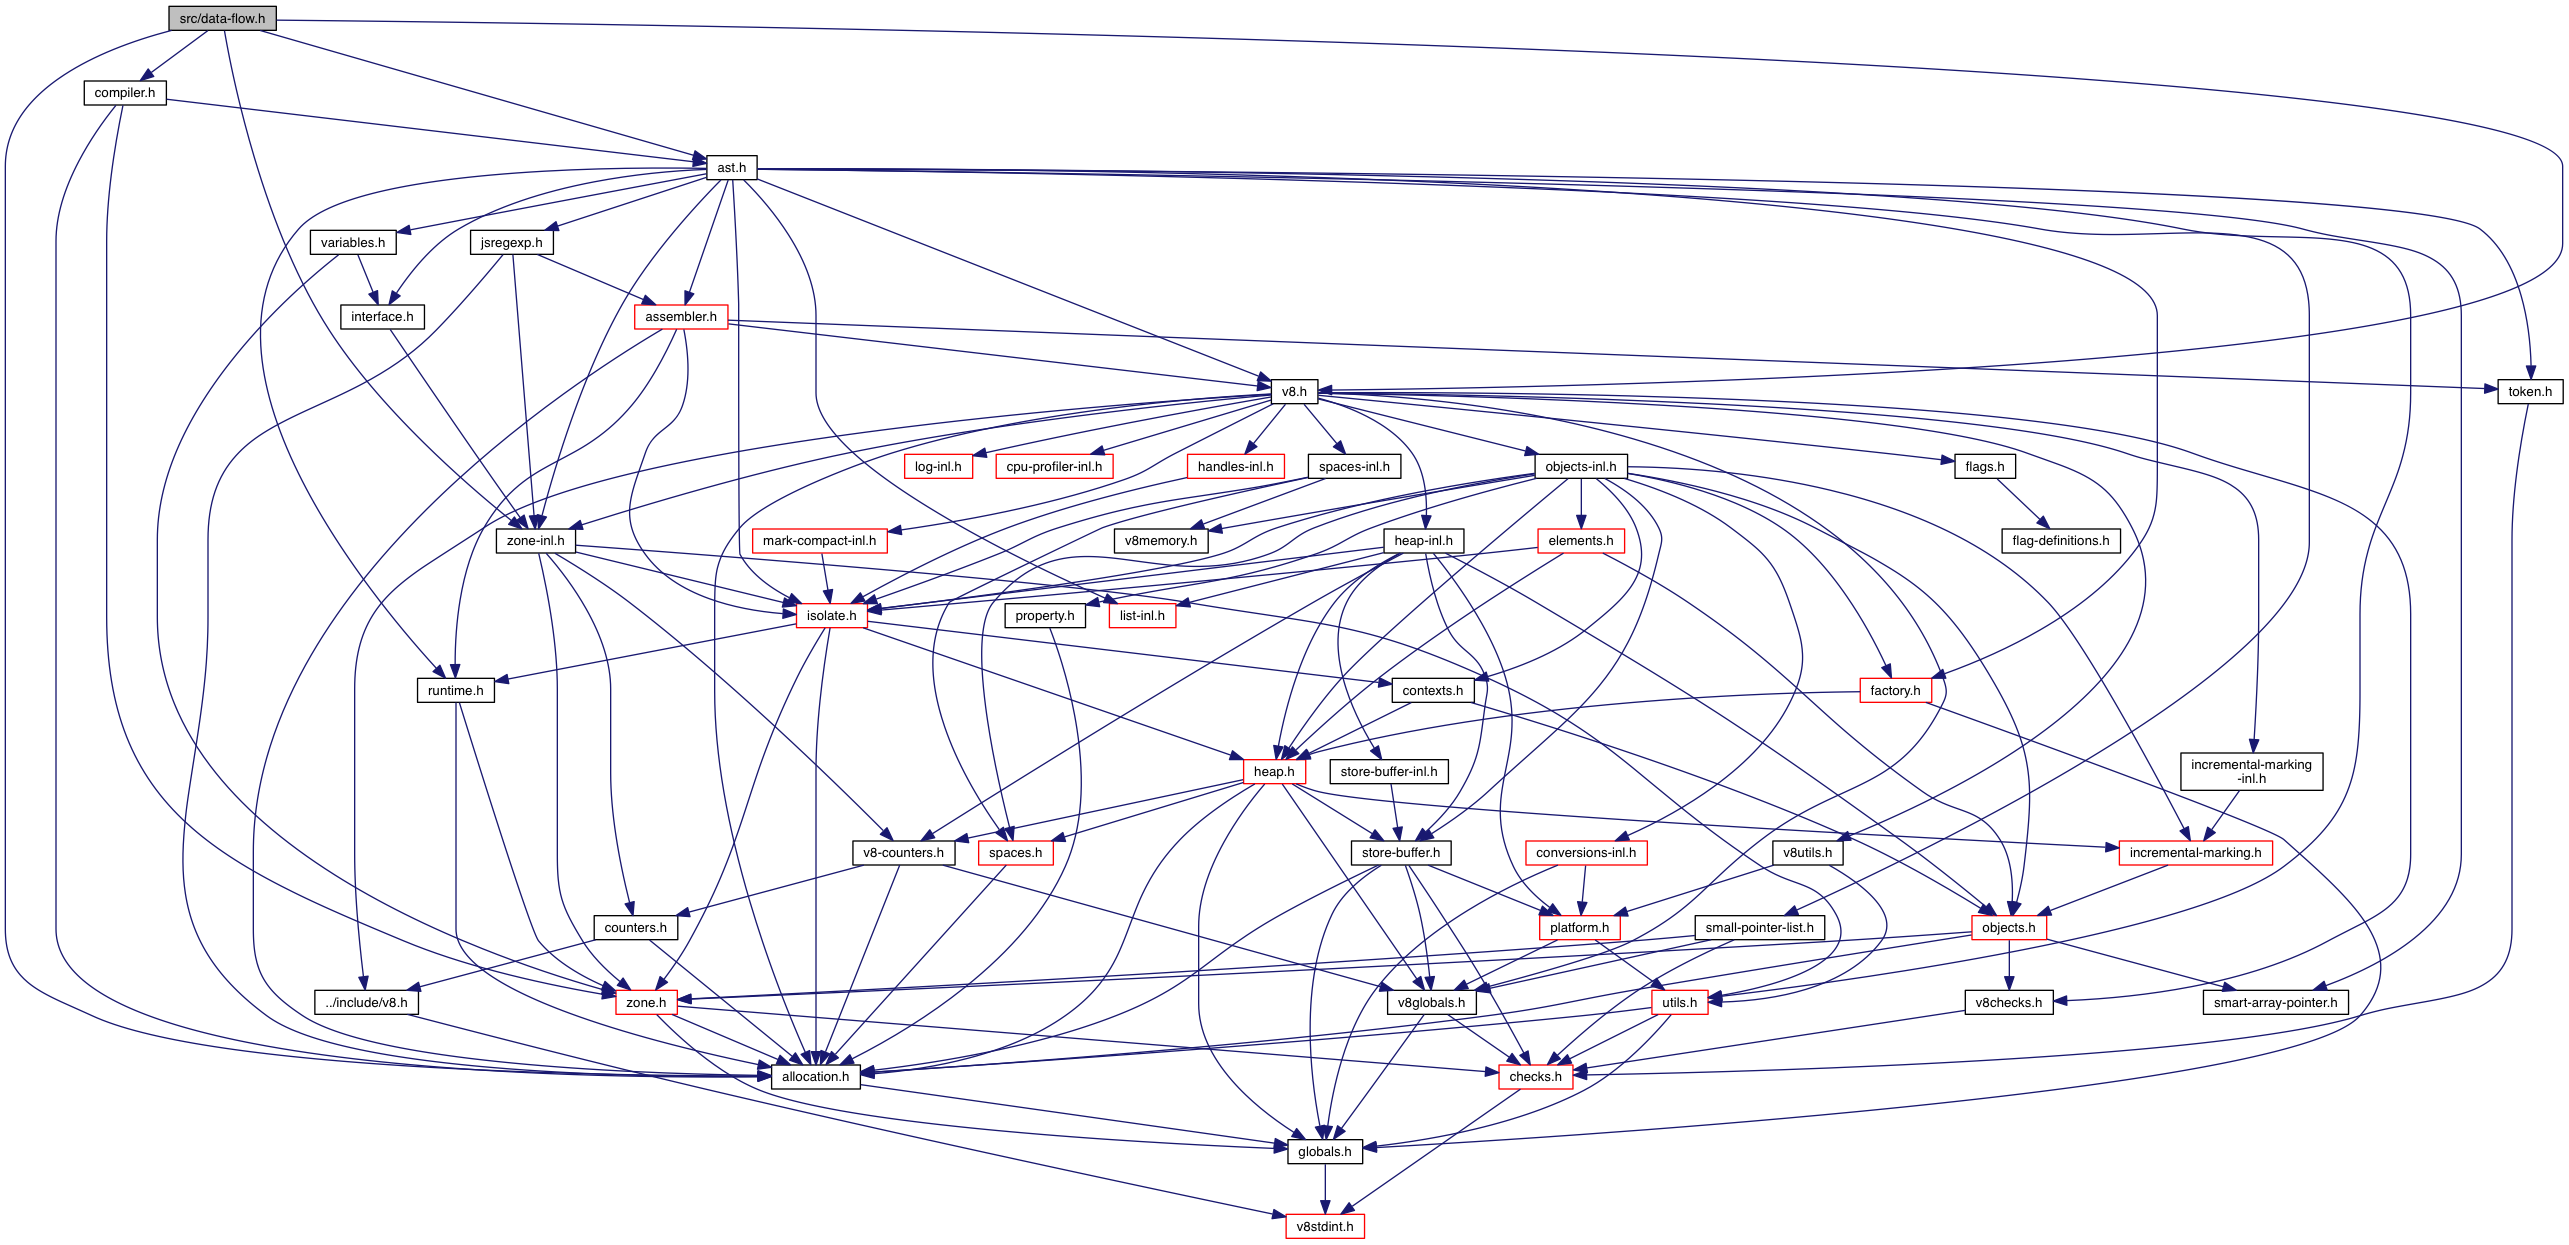 src/data-flow.h
compiler.h
ast.h
variables.h
jsregexp.h
interface.h
assembler.h
v8.h
token.h
log-inl.h
cpu-profiler-inl.h
handles-inl.h
spaces-inl.h
objects-inl.h
flags.h
zone-inl.h
mark-compact-inl.h
v8memory.h
heap-inl.h
elements.h
flag-definitions.h
isolate.h
property.h
list-inl.h
runtime.h
contexts.h
factory.h
heap.h
store-buffer-inl.h
incremental-marking
-inl.h
v8-counters.h
spaces.h
store-buffer.h
conversions-inl.h
v8utils.h
incremental-marking.h
counters.h
platform.h
small-pointer-list.h
objects.h
../include/v8.h
zone.h
v8globals.h
utils.h
v8checks.h
smart-array-pointer.h
allocation.h
checks.h
globals.h
v8stdint.h